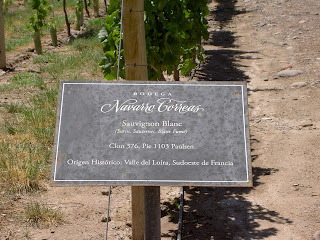 BODEGA
Navarro Correas
Sauvignon Blanc
(Surin, Sauternes, Blanc Fumé)
Clon 376, Pie 1103 Paulsen
Origen Histórico: Valle del Loira, Sudoeste de Francia